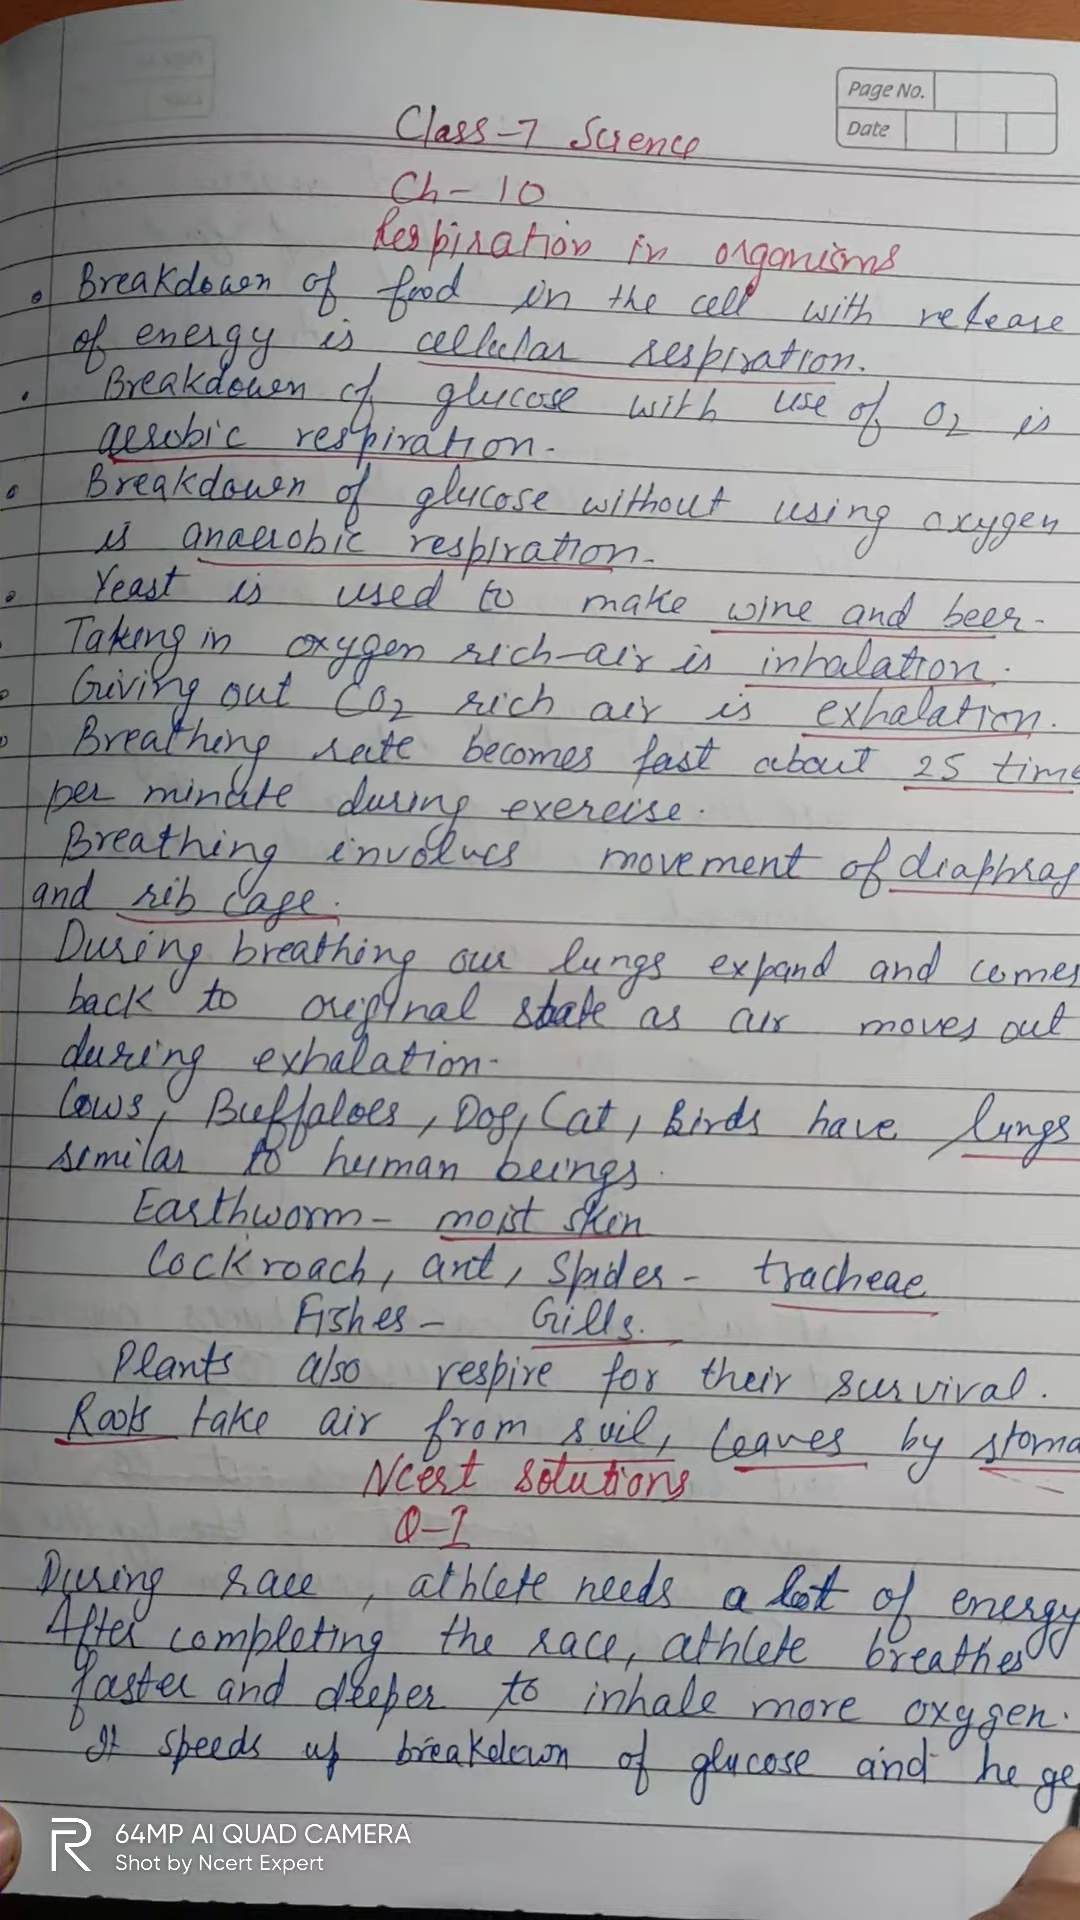 Page No.
Date
Class-7 Science
Ch-10
Respiration in organisms
Breakdown of food in the cell with release
of energy is cellular respiration.
Breakdown of glucose with use of O2 is
aerobic respiration.
Breakdown of glucose without using oxygen
is anaerobic respiration.
Yeast is used to make wine and beer.
Taking in oxygen rich-air is inhalation.
Giving out CO2 rich air is exhalation.
Breathing rate becomes fast about 25 time
per minute during exercise.
Breathing involves movement of diaphrag
and rib cage.
During breathing our lungs expand and comes
back to original state as air moves out
during exhalation.
Cows, Buffaloes, Dog, Cat, Birds have lungs
similar to human beings.
Earthworm - moist skin
Cockroach, ant, Spider - tracheae
Fishes - Gills.
Plants also respire for their survival.
Roots take air from soil, leaves by stoma
Ncert Solutions
Q-1
During race, athlete needs a lot of energy
After completing the race, athlete breathes
faster and deeper to inhale more oxygen.
It speeds up breakdown of glucose and he ge
64MP AI QUAD CAMERA
Shot by Ncert Expert